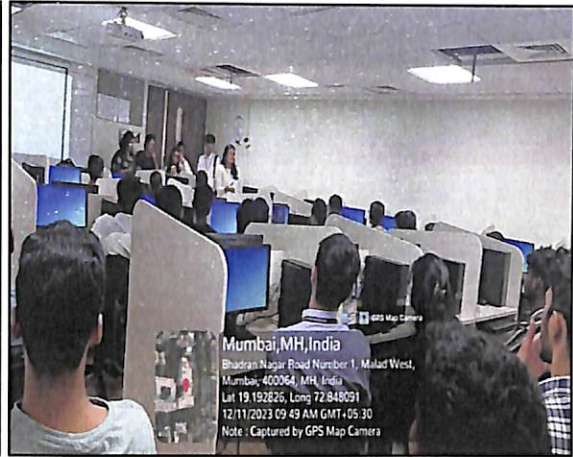 GPS Map Camera
Mumbai,MH,India
Bhadran Nagar Road Number 1, Malad West,
Mumbai, 400064, MH, India
Lat 19.192826, Long 72.848091
12/11/2023 09:49 AM GMT+05:30
Note : Captured by GPS Map Camera